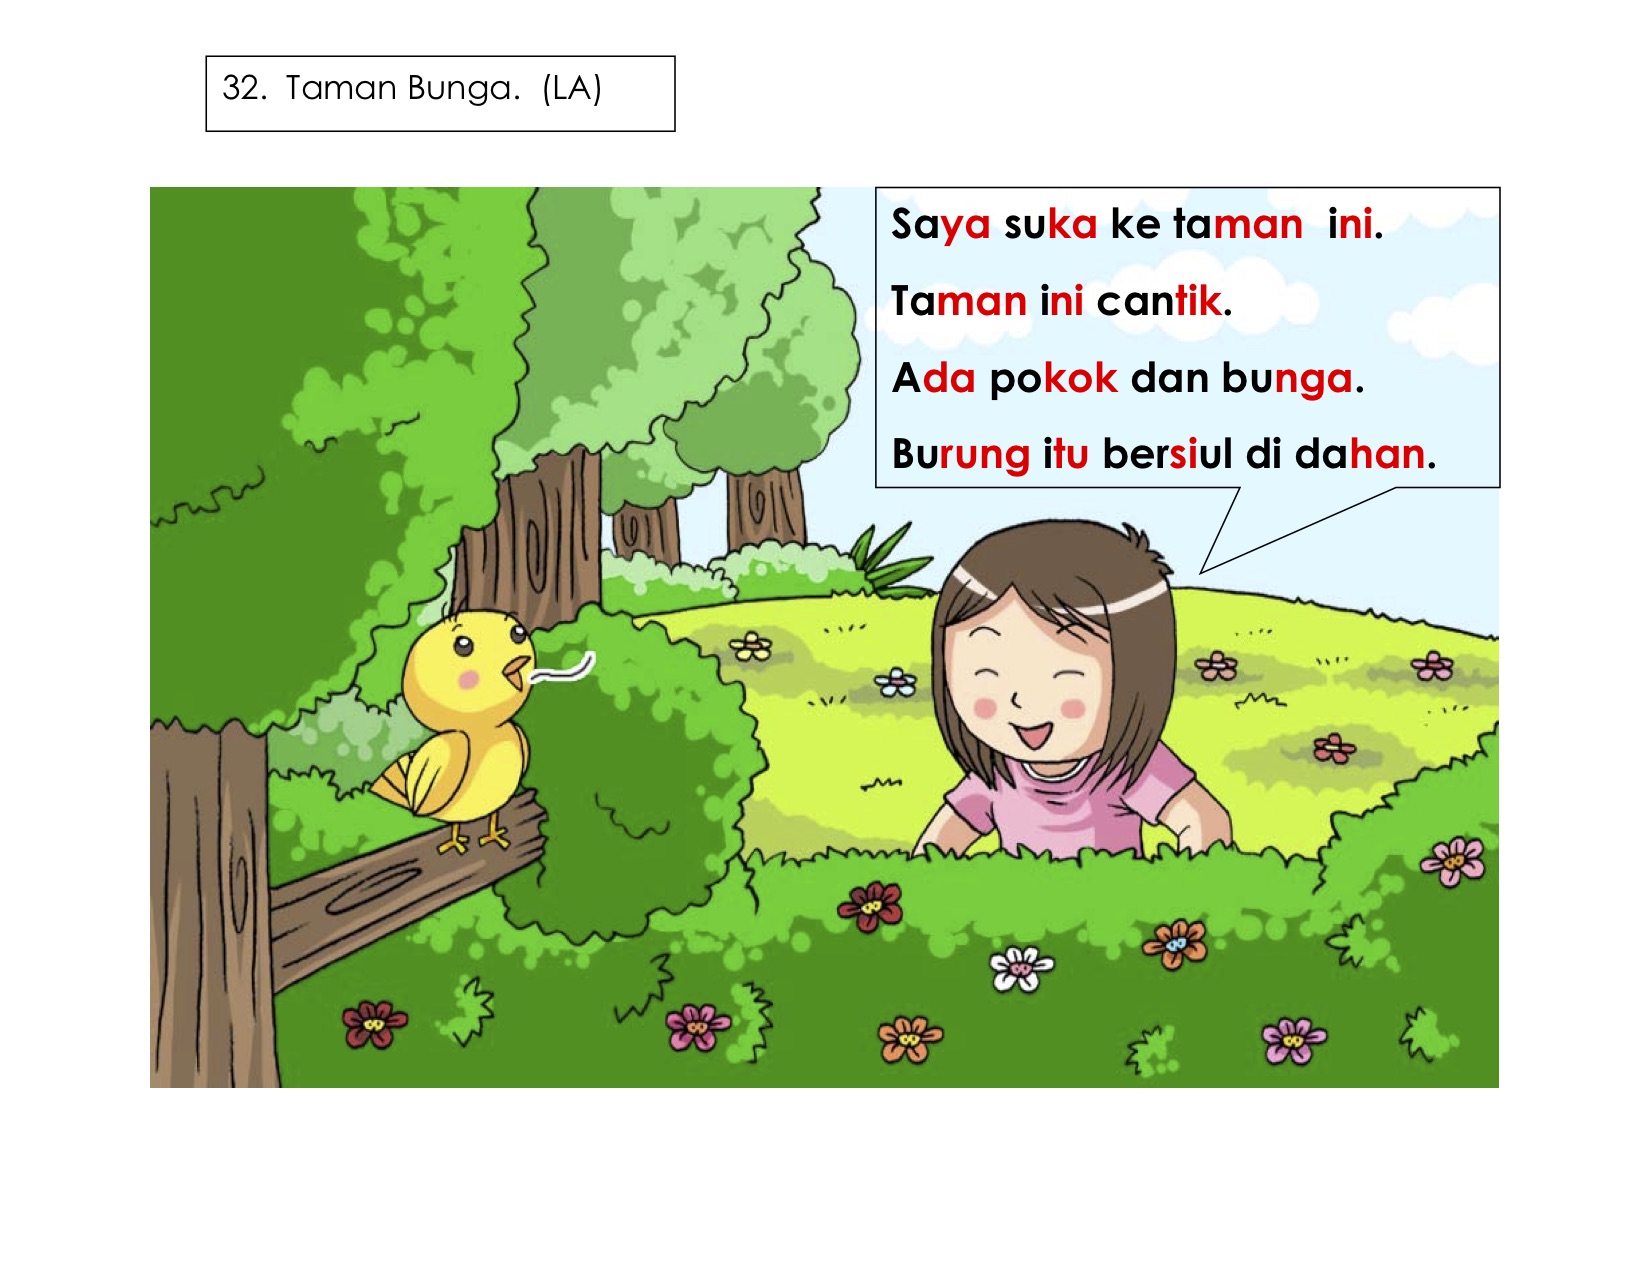 32. Taman Bunga. (LA)
Saya suka ke taman ini.
Taman ini cantik.
Ada pokok dan bunga.
Burung itu bersiul di dahan.